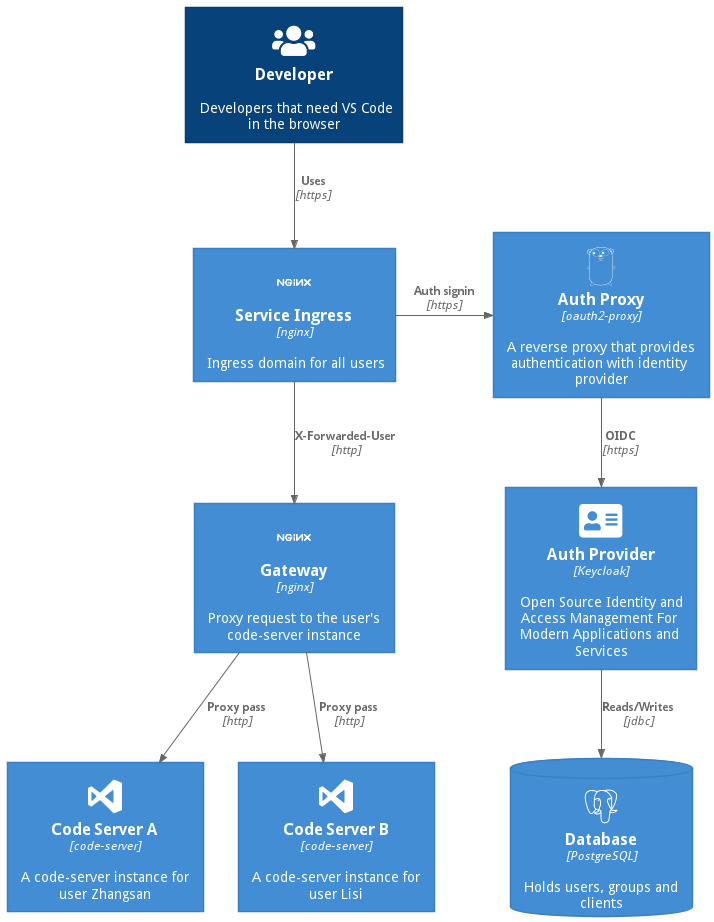 Developer
Developers that need VS Code
in the browser
Uses
[https]
NGINX
Service Ingress
[nginx]
Ingress domain for all users
Auth signin
[https]
Auth Proxy
[oauth2-proxy]
A reverse proxy that provides
authentication with identity
provider
X-Forwarded-User
[http]
OIDC
[https]
NGINX
Gateway
[nginx]
Proxy request to the user's
code-server instance
Auth Provider
[Keycloak]
Open Source Identity and
Access Management For
Modern Applications and
Services
Proxy pass
[http]
Proxy pass
[http]
Reads/Writes
[jdbc]
Code Server A
[code-server]
A code-server instance for
user Zhangsan
Code Server B
[code-server]
A code-server instance for
user Lisi
Database
[PostgreSQL]
Holds users, groups and
clients